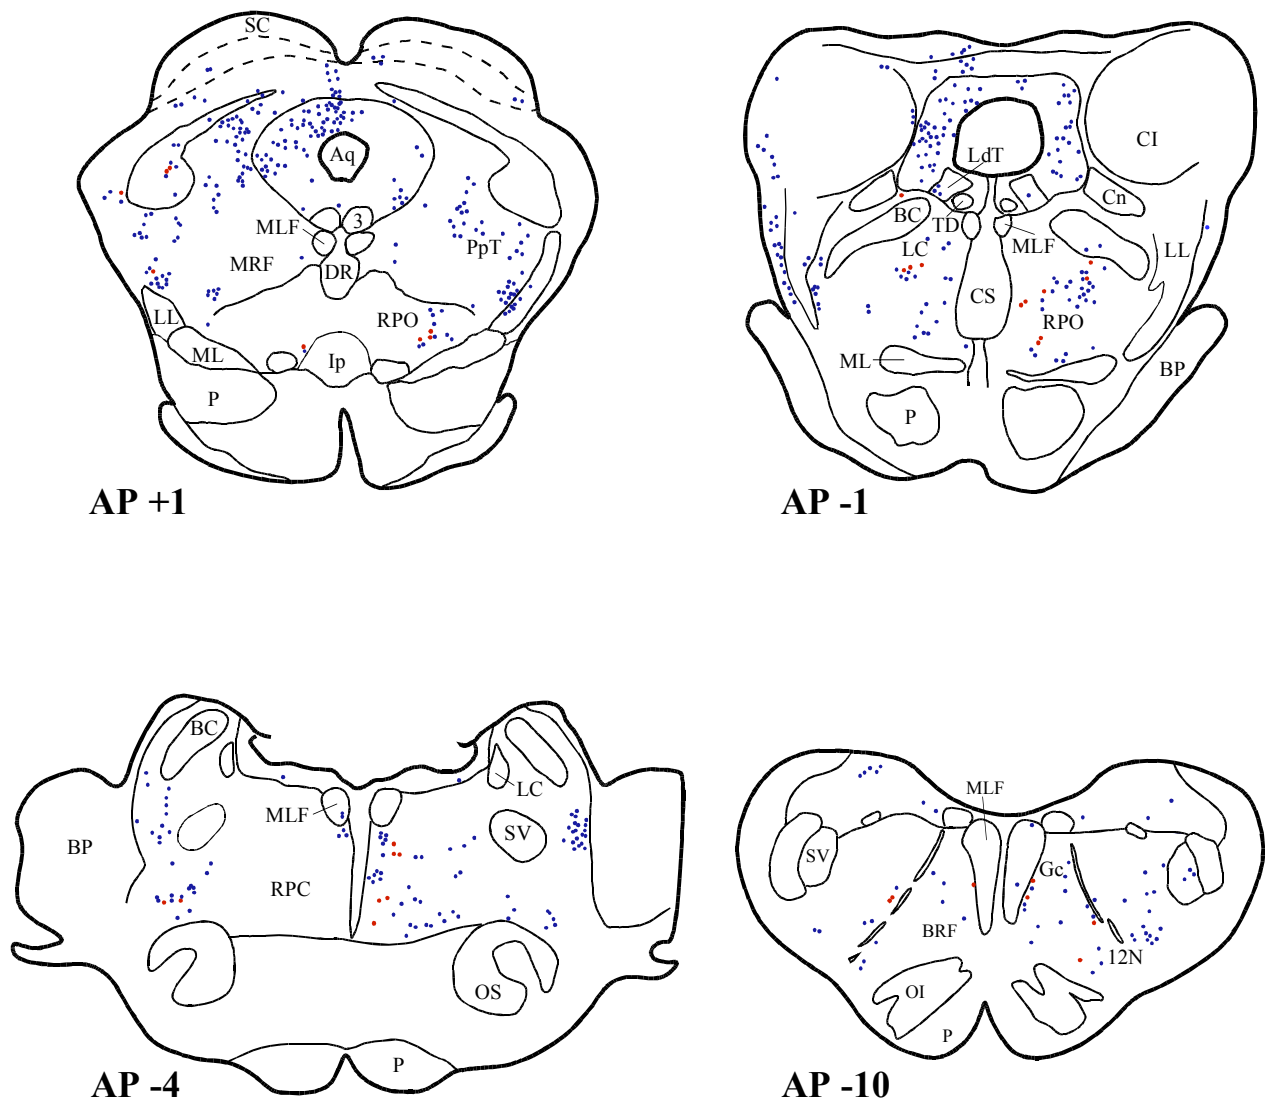 SC
Aq
3
MLF
PpT
MRF
DR
LL
RPO
ML
Ip
P
AP +1
CI
LdT
Cn
BC
TD
LC
MLF
LL
CS
RPO
ML
BP
P
AP -1
BC
LC
MLF
SV
BP
RPC
OS
P
AP -4
MLF
SV
Gc
BRF
12N
OI
P
AP -10